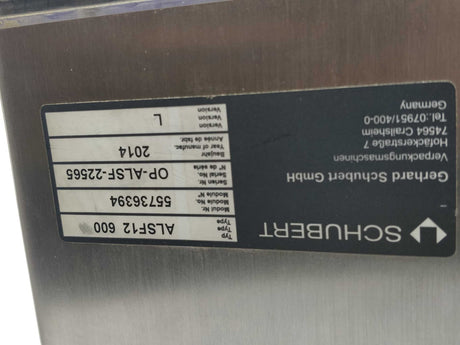 SCHUBERT
Gerhard Schubert GmbH
Verpackungsmaschinen
Hofäckerstraße 7
74564 Crailsheim
Tel.:07951/400-0
Germany
Typ
Type
Type
ALSF12 600
Modul Nr.
Module No.
Module N°
557363394
Serien Nr.
Serial No.
N° de série
OP-ALSF-22565
Baujahr
Year of manufac.
Année de fabr.
2014
Version
Version
Version
L